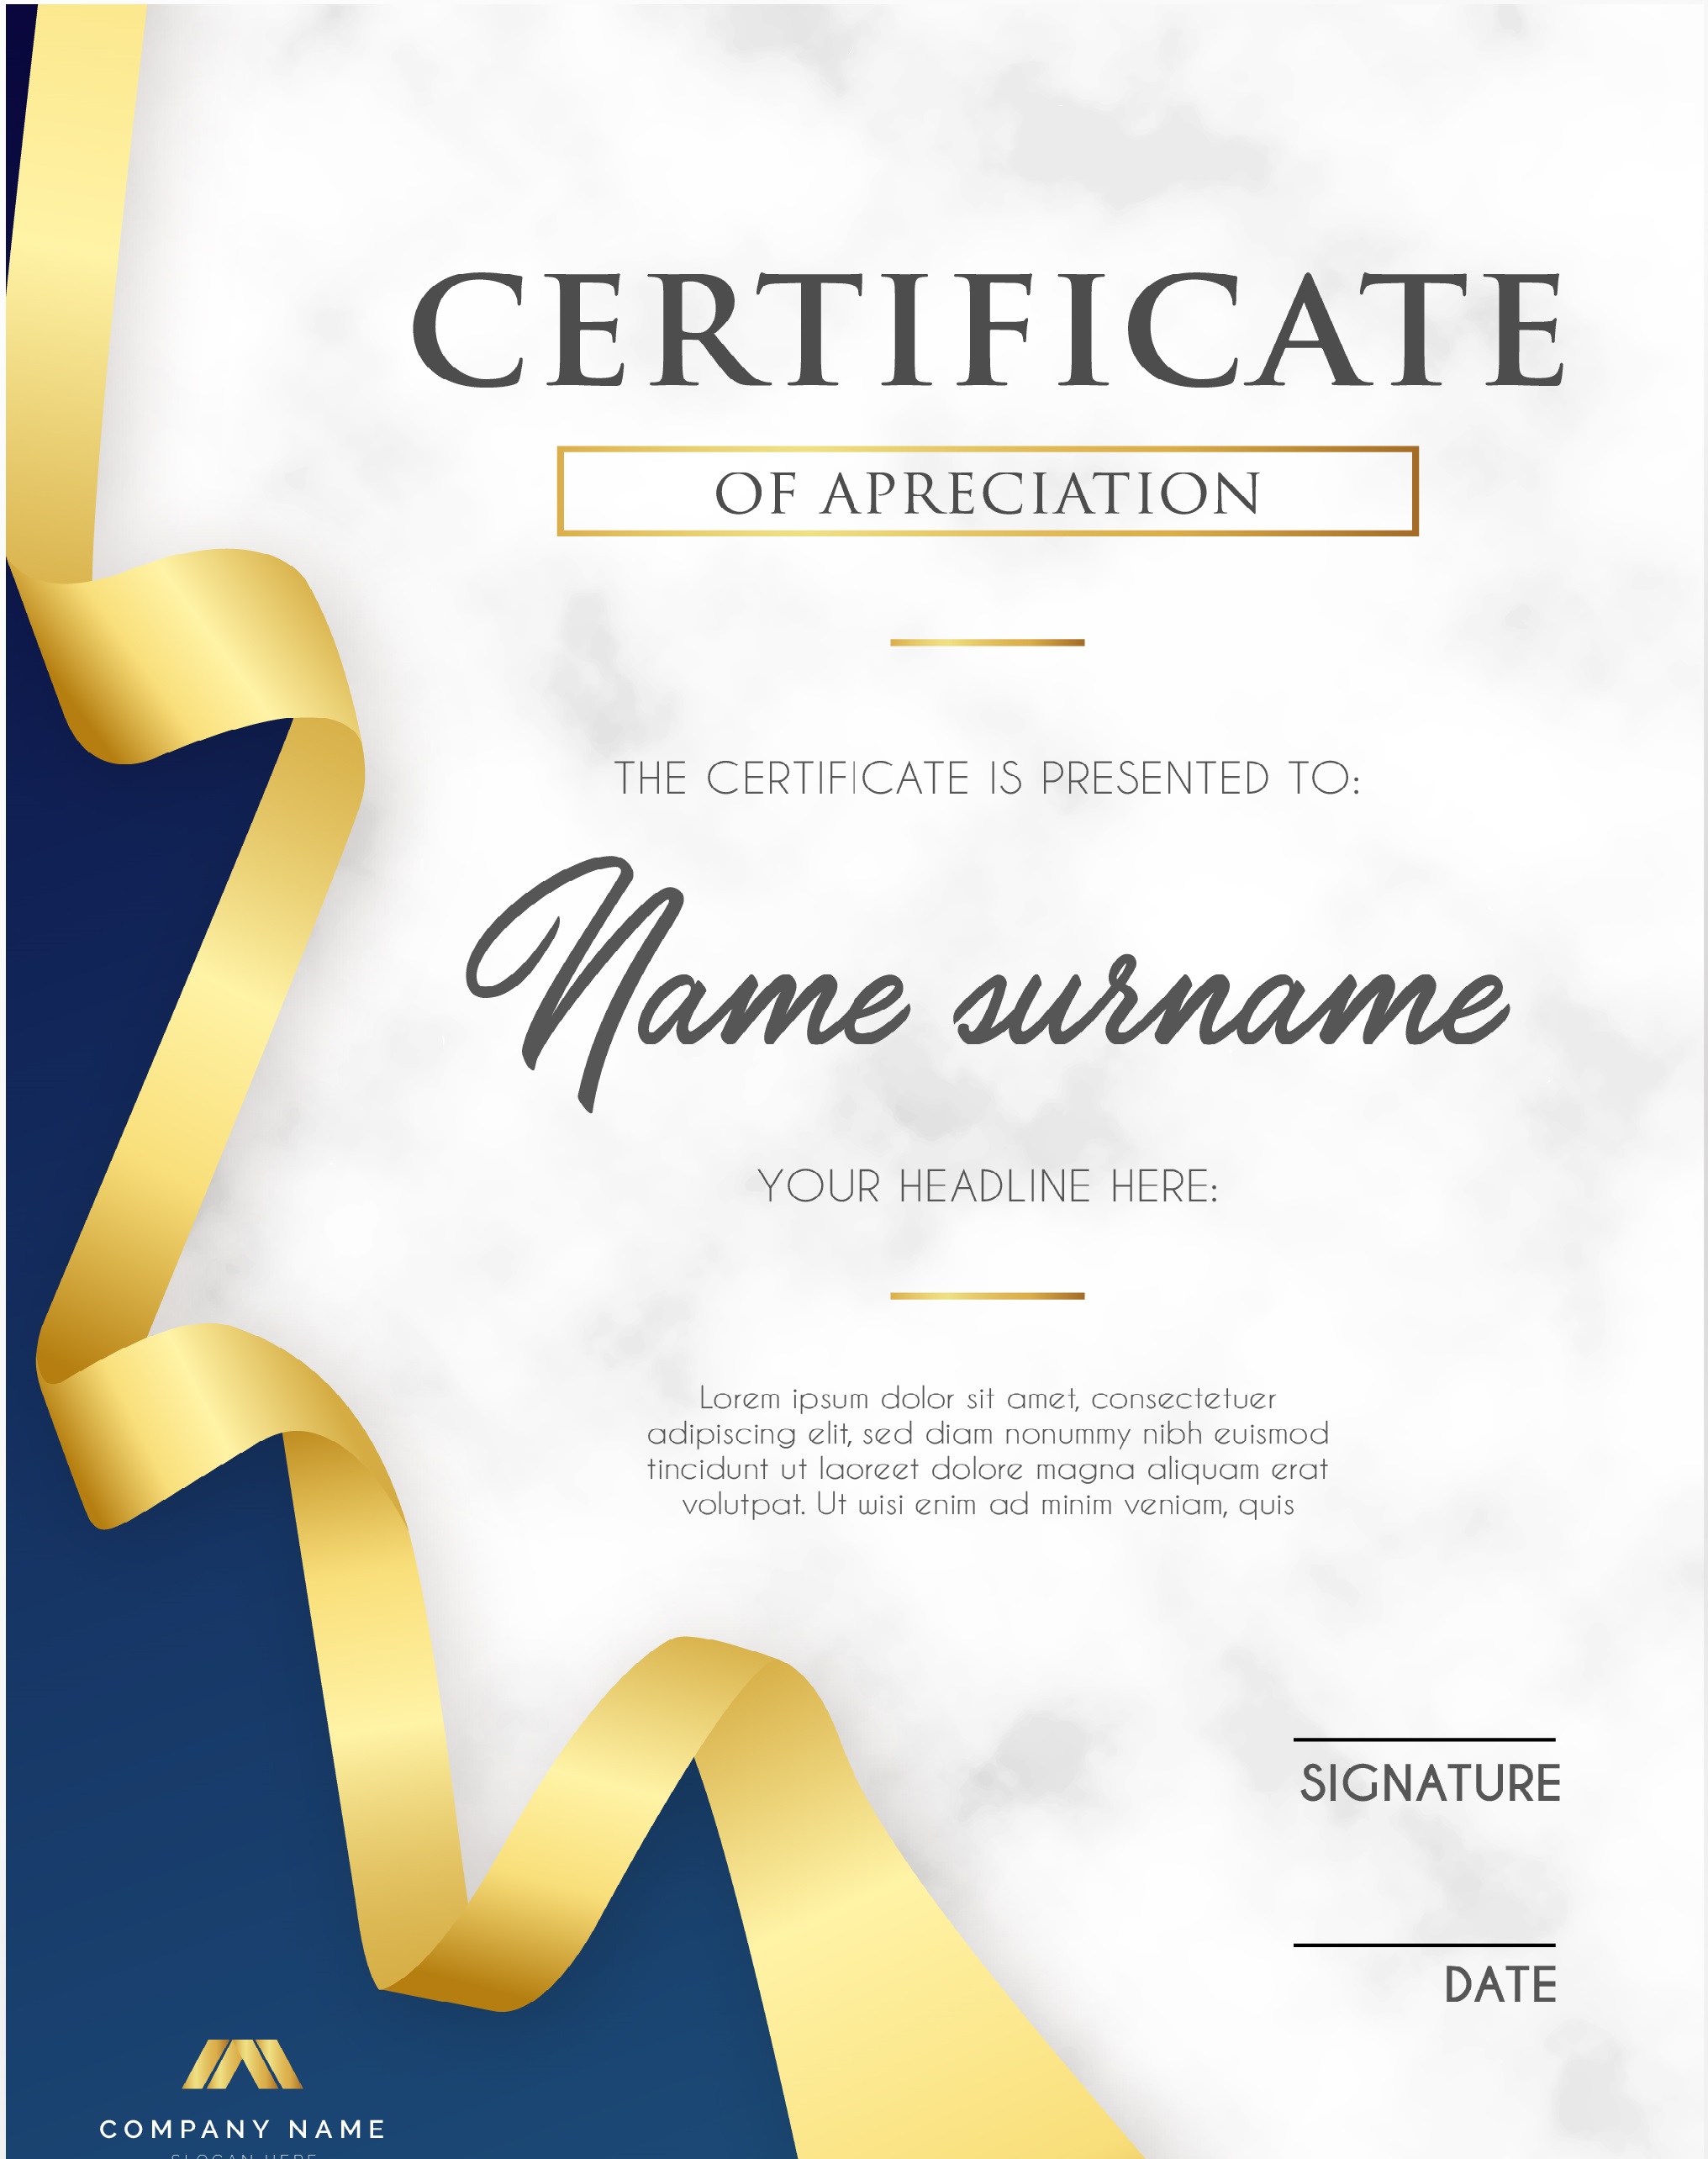 CERTIFICATE
OF APRECIATION
THE CERTIFICATE IS PRESENTED TO:
Name surname
YOUR HEADLINE HERE:
Lorem ipsum dolor sit amet, consectetuer
adipiscing elit, sed diam nonummy nibh euismod
tincidunt ut laoreet dolore magna aliquam erat
volutpat. Ut wisi enim ad minim veniam, quis
SIGNATURE
DATE
COMPANY NAME
SLOGAN HERE